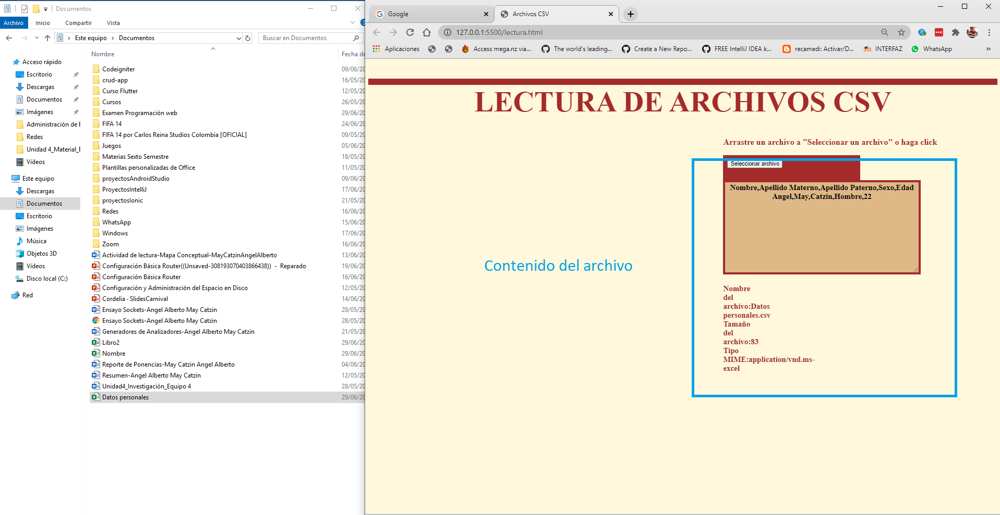 Documentos
Archivo
Inicio
Compartir
Vista
Este equipo
Documentos
Buscar en Documentos
Nombre
Acceso rápido
Escritorio
Descargas
Documentos
Imágenes
Administración de E
Redes
Unidad 4_Material_E
Vídeos
Este equipo
Descargas
Documentos
Escritorio
Imágenes
Música
Objetos 3D
Vídeos
Disco local (C:)
Red
Fecha de
Codeigniter 09/06/20
crud-app 16/05/20
Curso Flutter 12/05/20
Cursos 26/05/20
Examen Programación web 29/06/20
FIFA 14 24/06/20
FIFA 14 por Carlos Reina Studios Colombia [OFICIAL] 09/05/20
Juegos 05/06/20
Materias Sexto Semestre 18/05/20
Plantillas personalizadas de Office 11/05/20
proyectosAndroidStudio 09/06/20
ProyectosIntelliJ 17/06/20
proyectosIonic 21/05/20
Redes 16/06/20
WhatsApp 15/06/20
Windows 17/06/20
Zoom 16/06/20
Actividad de lectura-Mapa Conceptual-MayCatzinAngelAlberto 13/06/20
Configuración Básica Router((Unsaved-308193070403866438)) - Reparado 19/06/20
Configuración Básica Router 16/06/20
Configuración y Administración del Espacio en Disco 12/05/20
Cordelia · SlidesCarnival 14/06/20
Ensayo Sockets-Angel Alberto May Catzin 28/05/20
Ensayo Sockets-Angel Alberto May Catzin 28/05/20
Generadores de Analizadores-Angel Alberto May Catzin 21/05/20
Libro2 29/06/20
Nombre 29/06/20
Reporte de Ponencias-May Catzin Angel Alberto 04/06/20
Resumen-Angel Alberto May Catzin 12/05/20
Unidad4_Investigación_Equipo 4 28/05/20
Datos personales 29/06/20
Google
Archivos CSV
127.0.0.1:5500/lectura.html
Aplicaciones
Access mega.nz via...
The world's leading...
Create a New Repo...
FREE IntelliJ IDEA k...
recamedi: Activar/D...
INTERFAZ
WhatsApp
»
LECTURA DE ARCHIVOS CSV
Arrastre un archivo a "Seleccionar un archivo" o haga click
Seleccionar archivo
Nombre,Apellido Materno,Apellido Paterno,Sexo,Edad
Angel,May,Catzin,Hombre,22
Contenido del archivo
Nombre
del
archivo:Datos
personales.csv
Tamaño
del
archivo:83
Tipo
MIME:application/vnd.ms-
excel